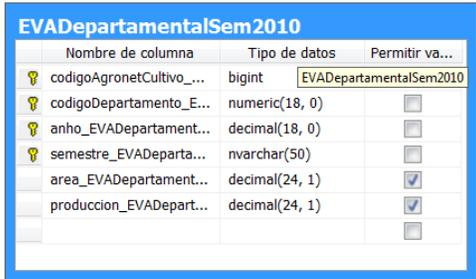 EVADepartamentalSem2010
Nombre de columna Tipo de datos Permitir va...
codigoAgronetCultivo_... bigint EVADepartamentalSem2010
codigoDepartamento_E... numeric(18, 0)
anho_EVADepartament... decimal(18, 0)
semestre_EVADeparta... nvarchar(50)
area_EVADepartament... decimal(24, 1)
produccion_EVADepart... decimal(24, 1)